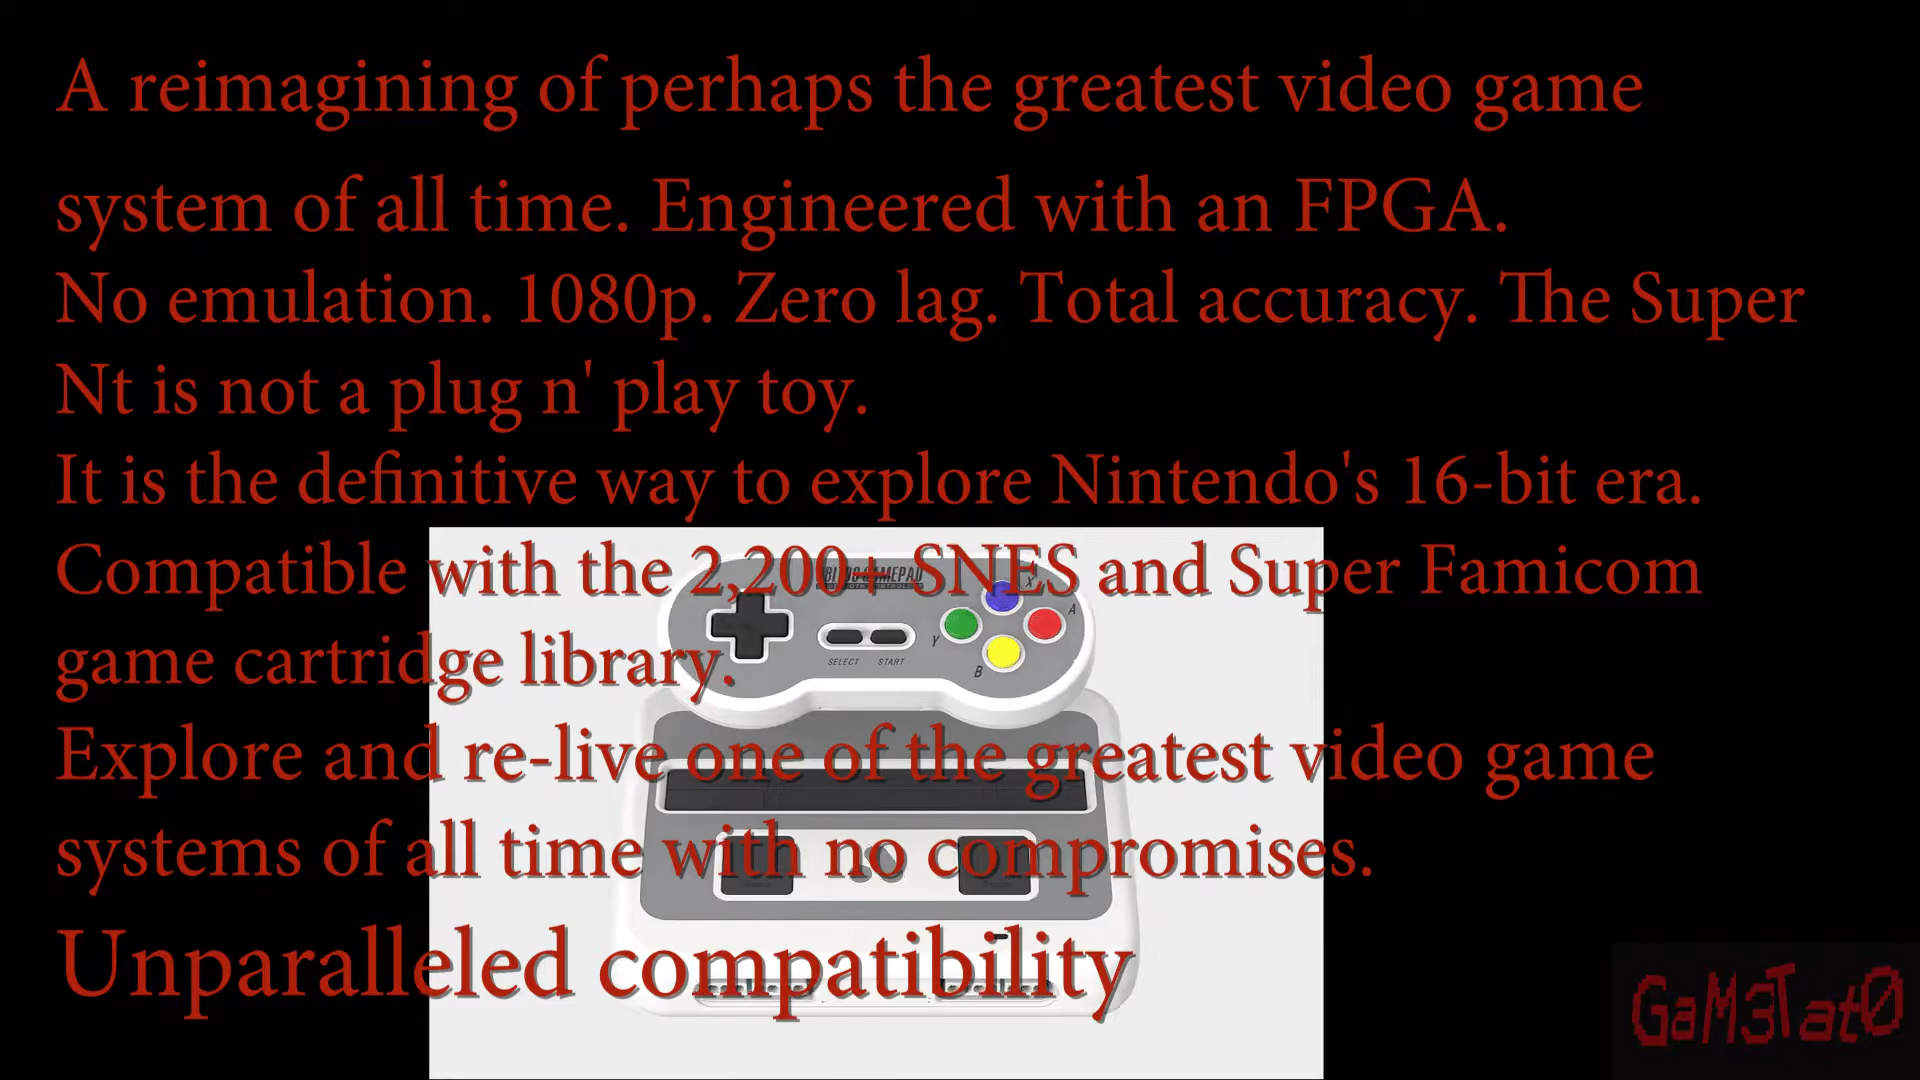 A reimagining of perhaps the greatest video game
system of all time. Engineered with an FPGA.
No emulation. 1080p. Zero lag. Total accuracy. The Super
Nt is not a plug n' play toy.
It is the definitive way to explore Nintendo's 16-bit era.
Compatible with the 2,200+ SNES and Super Famicom
game cartridge library.
Explore and re-live one of the greatest video game
systems of all time with no compromises.
Unparalleled compatibility
X
A
Y
B
SELECT START
GaM3Tat0